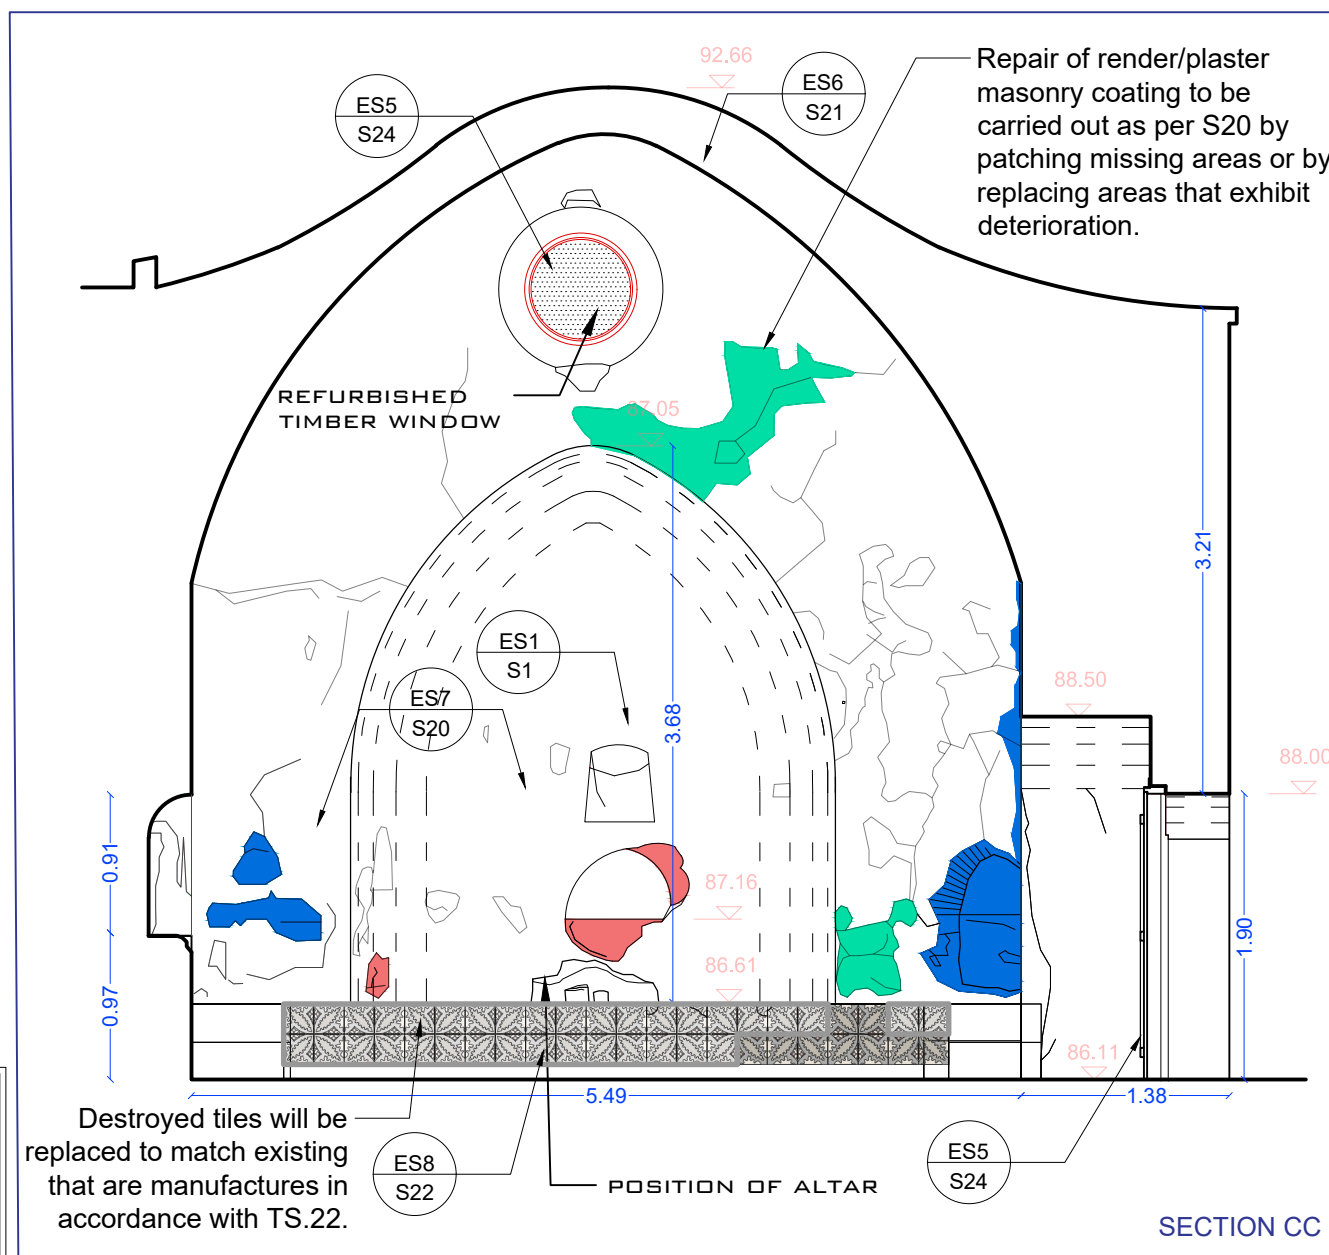 92.66
ES5
S24
ES6
S21
Repair of render/plaster
masonry coating to be
carried out as per S20 by
patching missing areas or by
replacing areas that exhibit
deterioration.
REFURBISHED
TIMBER WINDOW
87.05
3.21
ES1
S1
ES7
S20
3.68
88.50
88.00
0.91
87.16
1.90
86.61
0.97
86.11
5.49
1.38
Destroyed tiles will be
replaced to match existing
that are manufactures in
accordance with TS.22.
ES8
S22
POSITION OF ALTAR
ES5
S24
SECTION CC